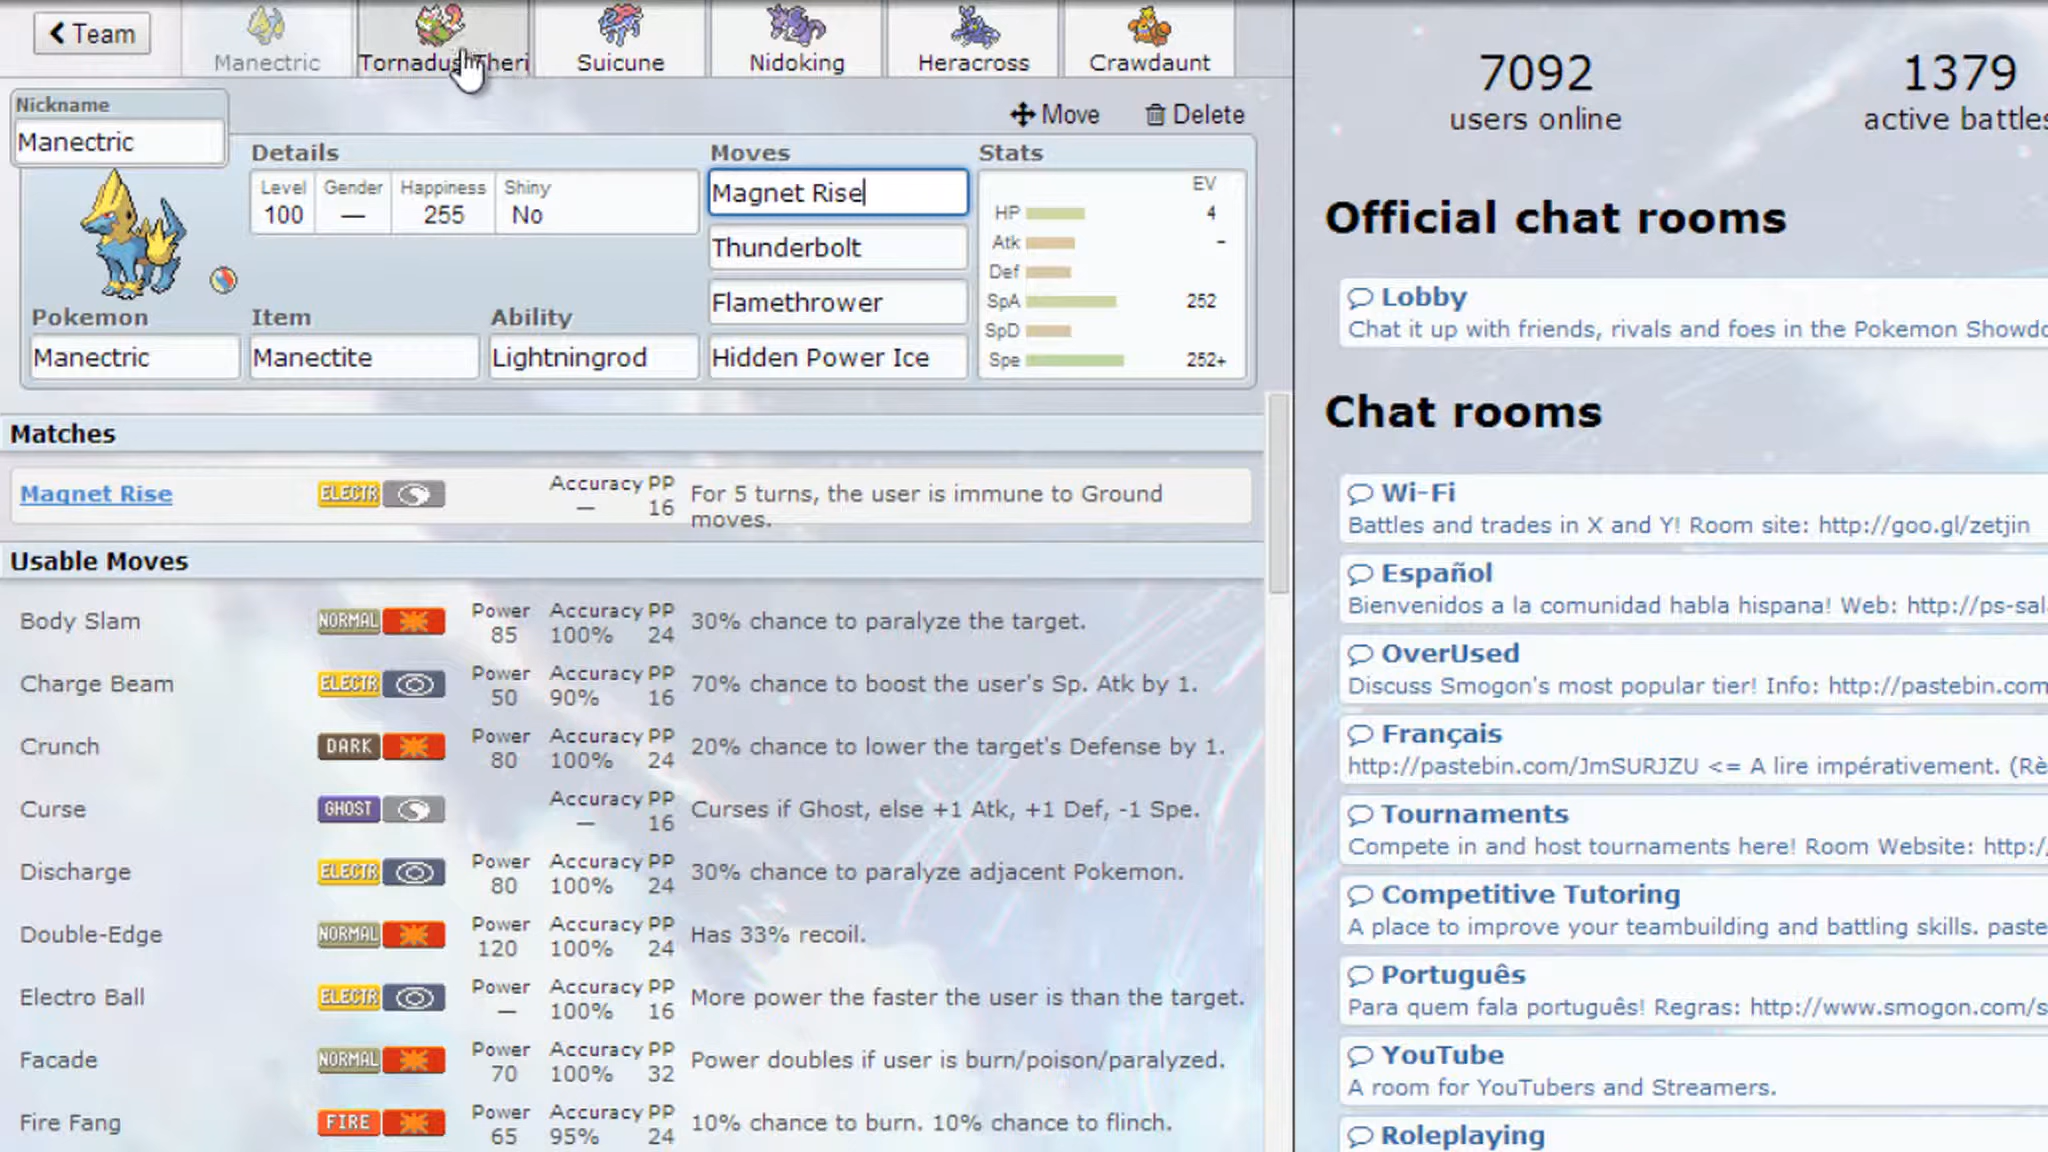 Team
Manectric
Tornadus-Theri
Suicune
Nidoking
Heracross
Crawdaunt
Move
Delete
Nickname
Manectric
Details
Level
100
Gender
—
Happiness
255
Shiny
No
Pokemon
Manectric
Item
Manectite
Ability
Lightningrod
Moves
Magnet Rise
Thunderbolt
Flamethrower
Hidden Power Ice
Stats
EV
HP 4
Atk -
Def
SpA 252
SpD
Spe 252+
Matches
Magnet Rise ELECTR Accuracy — PP 16 For 5 turns, the user is immune to Ground
moves.
Usable Moves
Body Slam NORMAL Power 85 Accuracy 100% PP 24 30% chance to paralyze the target.
Charge Beam ELECTR Power 50 Accuracy 90% PP 16 70% chance to boost the user's Sp. Atk by 1.
Crunch DARK Power 80 Accuracy 100% PP 24 20% chance to lower the target's Defense by 1.
Curse GHOST Accuracy — PP 16 Curses if Ghost, else +1 Atk, +1 Def, -1 Spe.
Discharge ELECTR Power 80 Accuracy 100% PP 24 30% chance to paralyze adjacent Pokemon.
Double-Edge NORMAL Power 120 Accuracy 100% PP 24 Has 33% recoil.
Electro Ball ELECTR Power — Accuracy 100% PP 16 More power the faster the user is than the target.
Facade NORMAL Power 70 Accuracy 100% PP 32 Power doubles if user is burn/poison/paralyzed.
Fire Fang FIRE Power 65 Accuracy 95% PP 24 10% chance to burn. 10% chance to flinch.
7092
users online
1379
active battles
Official chat rooms
Lobby
Chat it up with friends, rivals and foes in the Pokemon Showdo
Chat rooms
Wi-Fi
Battles and trades in X and Y! Room site: http://goo.gl/zetjin
Español
Bienvenidos a la comunidad habla hispana! Web: http://ps-sal
OverUsed
Discuss Smogon's most popular tier! Info: http://pastebin.com
Français
http://pastebin.com/JmSURJZU <= A lire impérativement. (Rè
Tournaments
Compete in and host tournaments here! Room Website: http:/
Competitive Tutoring
A place to improve your teambuilding and battling skills. paste
Português
Para quem fala português! Regras: http://www.smogon.com/s
YouTube
A room for YouTubers and Streamers.
Roleplaying